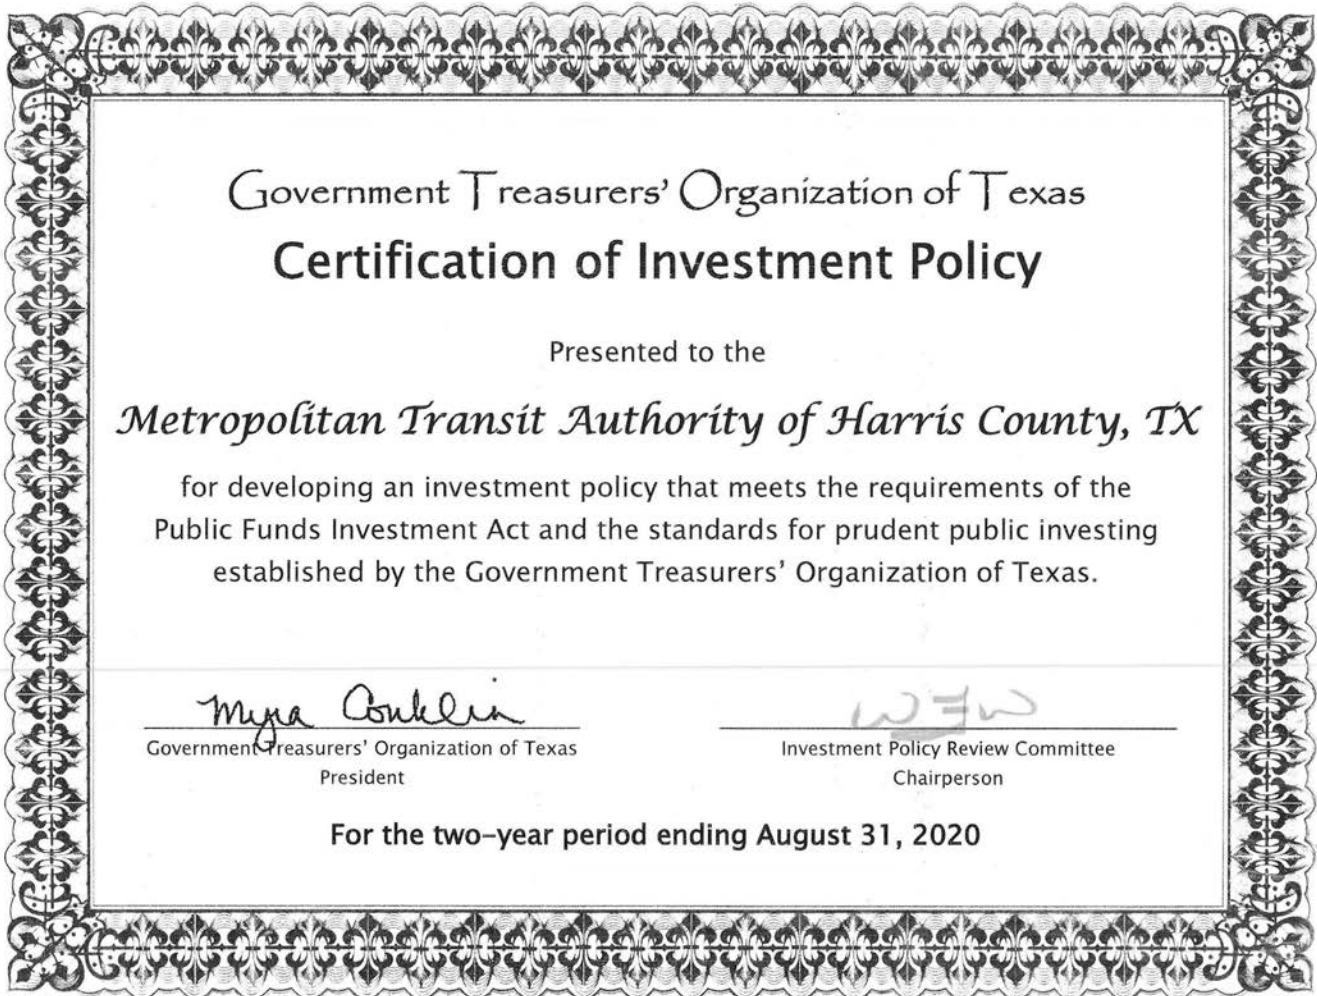 Government Treasurers' Organization of Texas
Certification of Investment Policy
Presented to the
Metropolitan Transit Authority of Harris County, TX
for developing an investment policy that meets the requirements of the
Public Funds Investment Act and the standards for prudent public investing
established by the Government Treasurers' Organization of Texas.
Myra Conklin
WEW
Government Treasurers' Organization of Texas
Investment Policy Review Committee
President
Chairperson
For the two-year period ending August 31, 2020